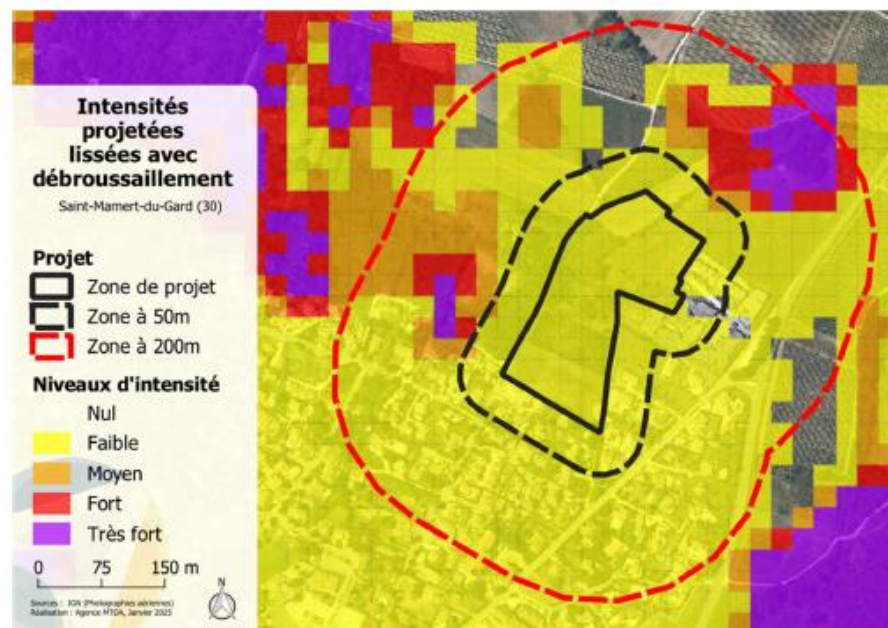 Intensités
projetées
lissées avec
débroussaillement
Saint-Mamert-du-Gard (30)
Projet
Zone de projet
Zone à 50m
Zone à 200m
Niveaux d'intensité
Nul
Faible
Moyen
Fort
Très fort
0 75 150 m
N
Sources : IGN (Photographies aériennes)
Réalisation : Agence MTDA, Janvier 2025